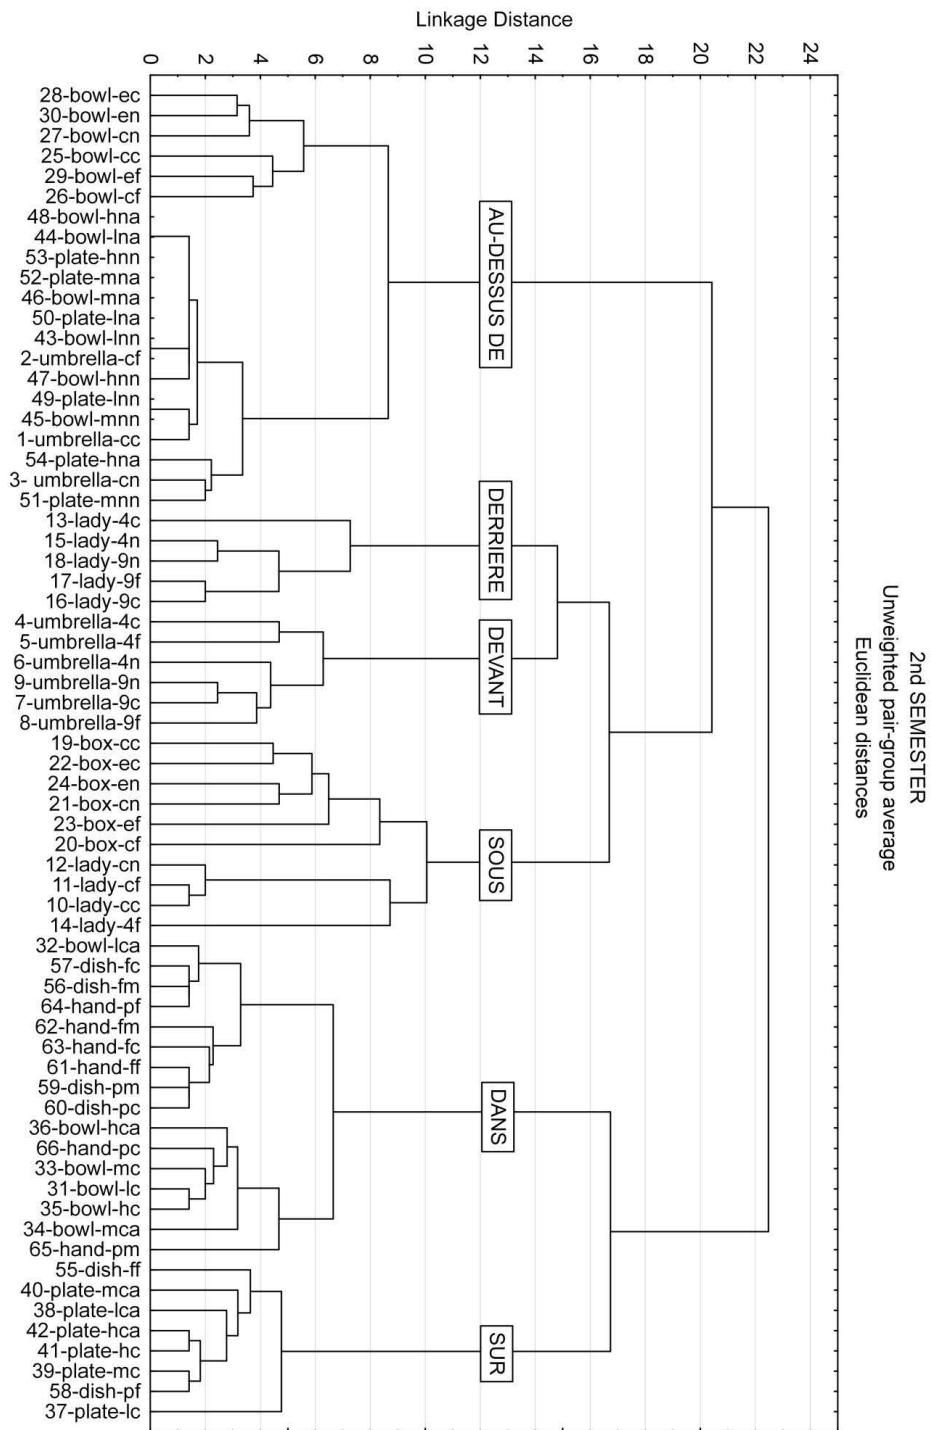 Linkage Distance
0 2 4 6 8 10 12 14 16 18 20 22 24
28-bowl-ec
30-bowl-en
27-bowl-cn
25-bowl-cc
29-bowl-ef
26-bowl-cf
48-bowl-hna
44-bowl-lna
53-plate-hnn
52-plate-mna
46-bowl-mna
50-plate-lna
43-bowl-lnn
2-umbrella-cf
47-bowl-hnn
49-plate-lnn
45-bowl-mnn
1-umbrella-cc
54-plate-hna
3- umbrella-cn
51-plate-mnn
13-lady-4c
15-lady-4n
18-lady-9n
17-lady-9f
16-lady-9c
4-umbrella-4c
5-umbrella-4f
6-umbrella-4n
9-umbrella-9n
7-umbrella-9c
8-umbrella-9f
19-box-cc
22-box-ec
24-box-en
21-box-cn
23-box-ef
20-box-cf
12-lady-cn
11-lady-cf
10-lady-cc
14-lady-4f
32-bowl-lca
57-dish-fc
56-dish-fm
64-hand-pf
62-hand-fm
63-hand-fc
61-hand-ff
59-dish-pm
60-dish-pc
36-bowl-hca
66-hand-pc
33-bowl-mc
31-bowl-lc
35-bowl-hc
34-bowl-mca
65-hand-pm
55-dish-ff
40-plate-mca
38-plate-lca
42-plate-hca
41-plate-hc
39-plate-mc
58-dish-pf
37-plate-lc
AU-DESSUS DE
DERRIERE
DEVANT
SOUS
DANS
SUR
2nd SEMESTER
Unweighted pair-group average
Euclidean distances